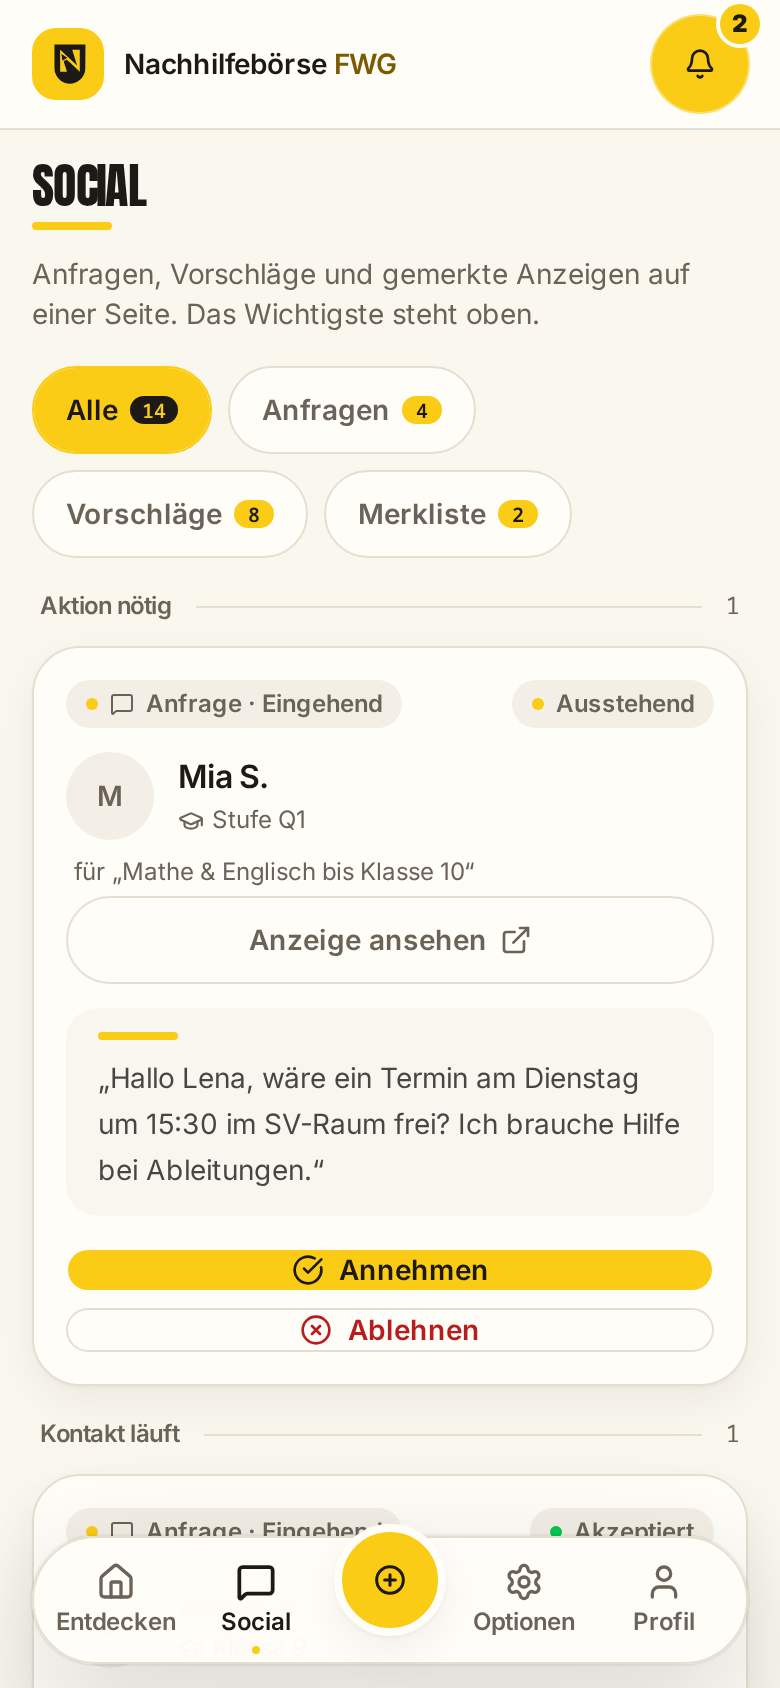 Nachhilfebörse FWG
2
SOCIAL
Anfragen, Vorschläge und gemerkte Anzeigen auf
einer Seite. Das Wichtigste steht oben.
Alle 14
Anfragen 4
Vorschläge 8
Merkliste 2
Aktion nötig 1
Anfrage · Eingehend
Ausstehend
M
Mia S.
Stufe Q1
für „Mathe & Englisch bis Klasse 10“
Anzeige ansehen
„Hallo Lena, wäre ein Termin am Dienstag
um 15:30 im SV-Raum frei? Ich brauche Hilfe
bei Ableitungen.“
Annehmen
Ablehnen
Kontakt läuft 1
Anfrage · Eingehend
Akzeptiert
Entdecken
Social
Optionen
Profil